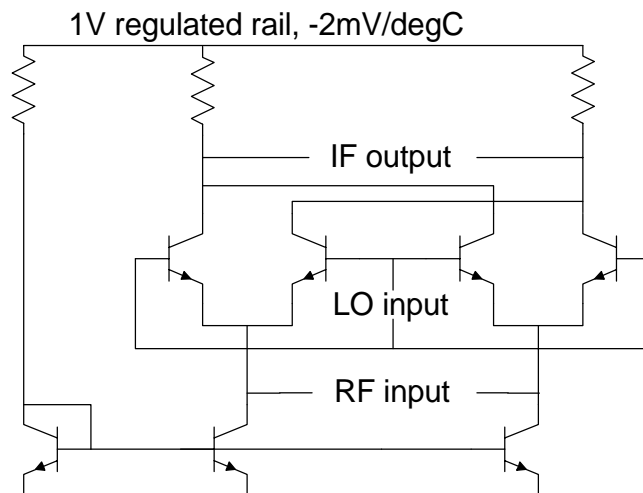 1V regulated rail, -2mV/degC
IF output
LO input
RF input